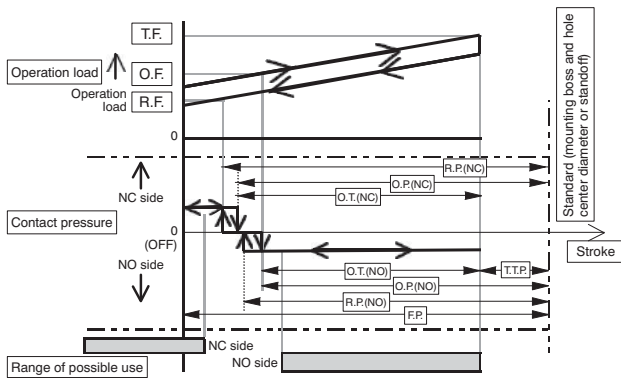 T.F.
Operation load
O.F.
Operation
load
R.F.
0
Standard (mounting boss and hole
center diameter or standoff)
NC side
R.P.(NC)
O.P.(NC)
O.T.(NC)
Contact pressure
0
(OFF)
Stroke
NO side
O.T.(NO)
T.T.P.
O.P.(NO)
R.P.(NO)
F.P.
NC side
Range of possible use
NO side